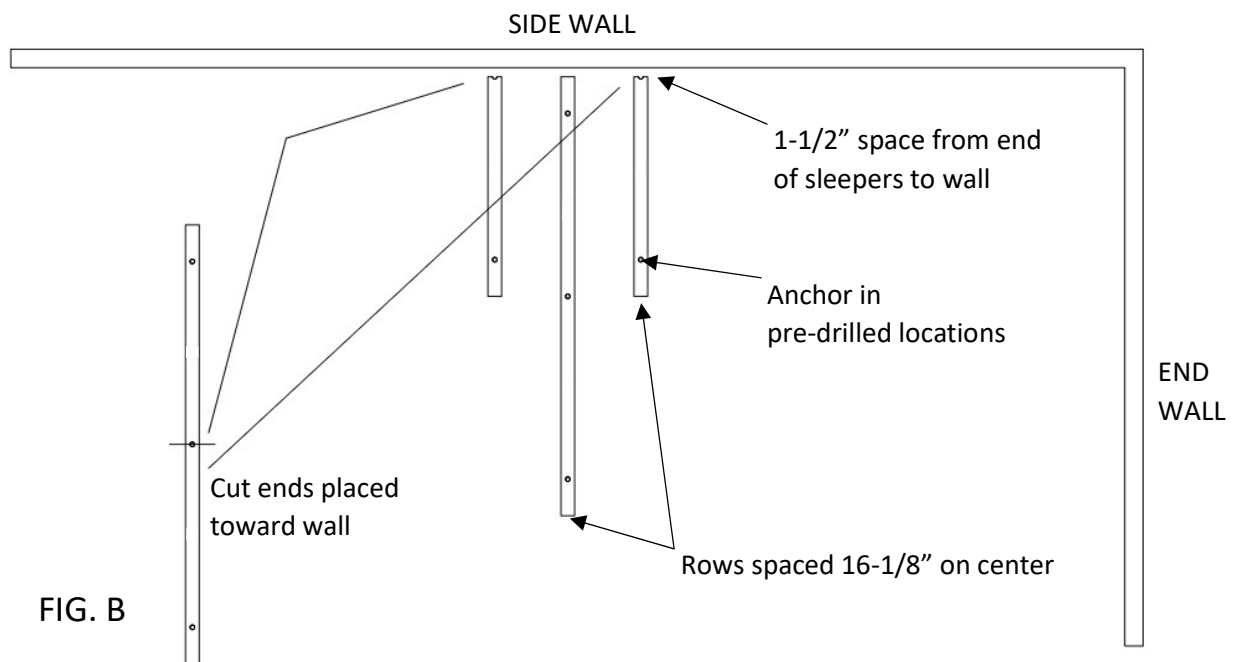 SIDE WALL
1-1/2” space from end
of sleepers to wall
Anchor in
pre-drilled locations
END
WALL
Cut ends placed
toward wall
Rows spaced 16-1/8” on center
FIG. B